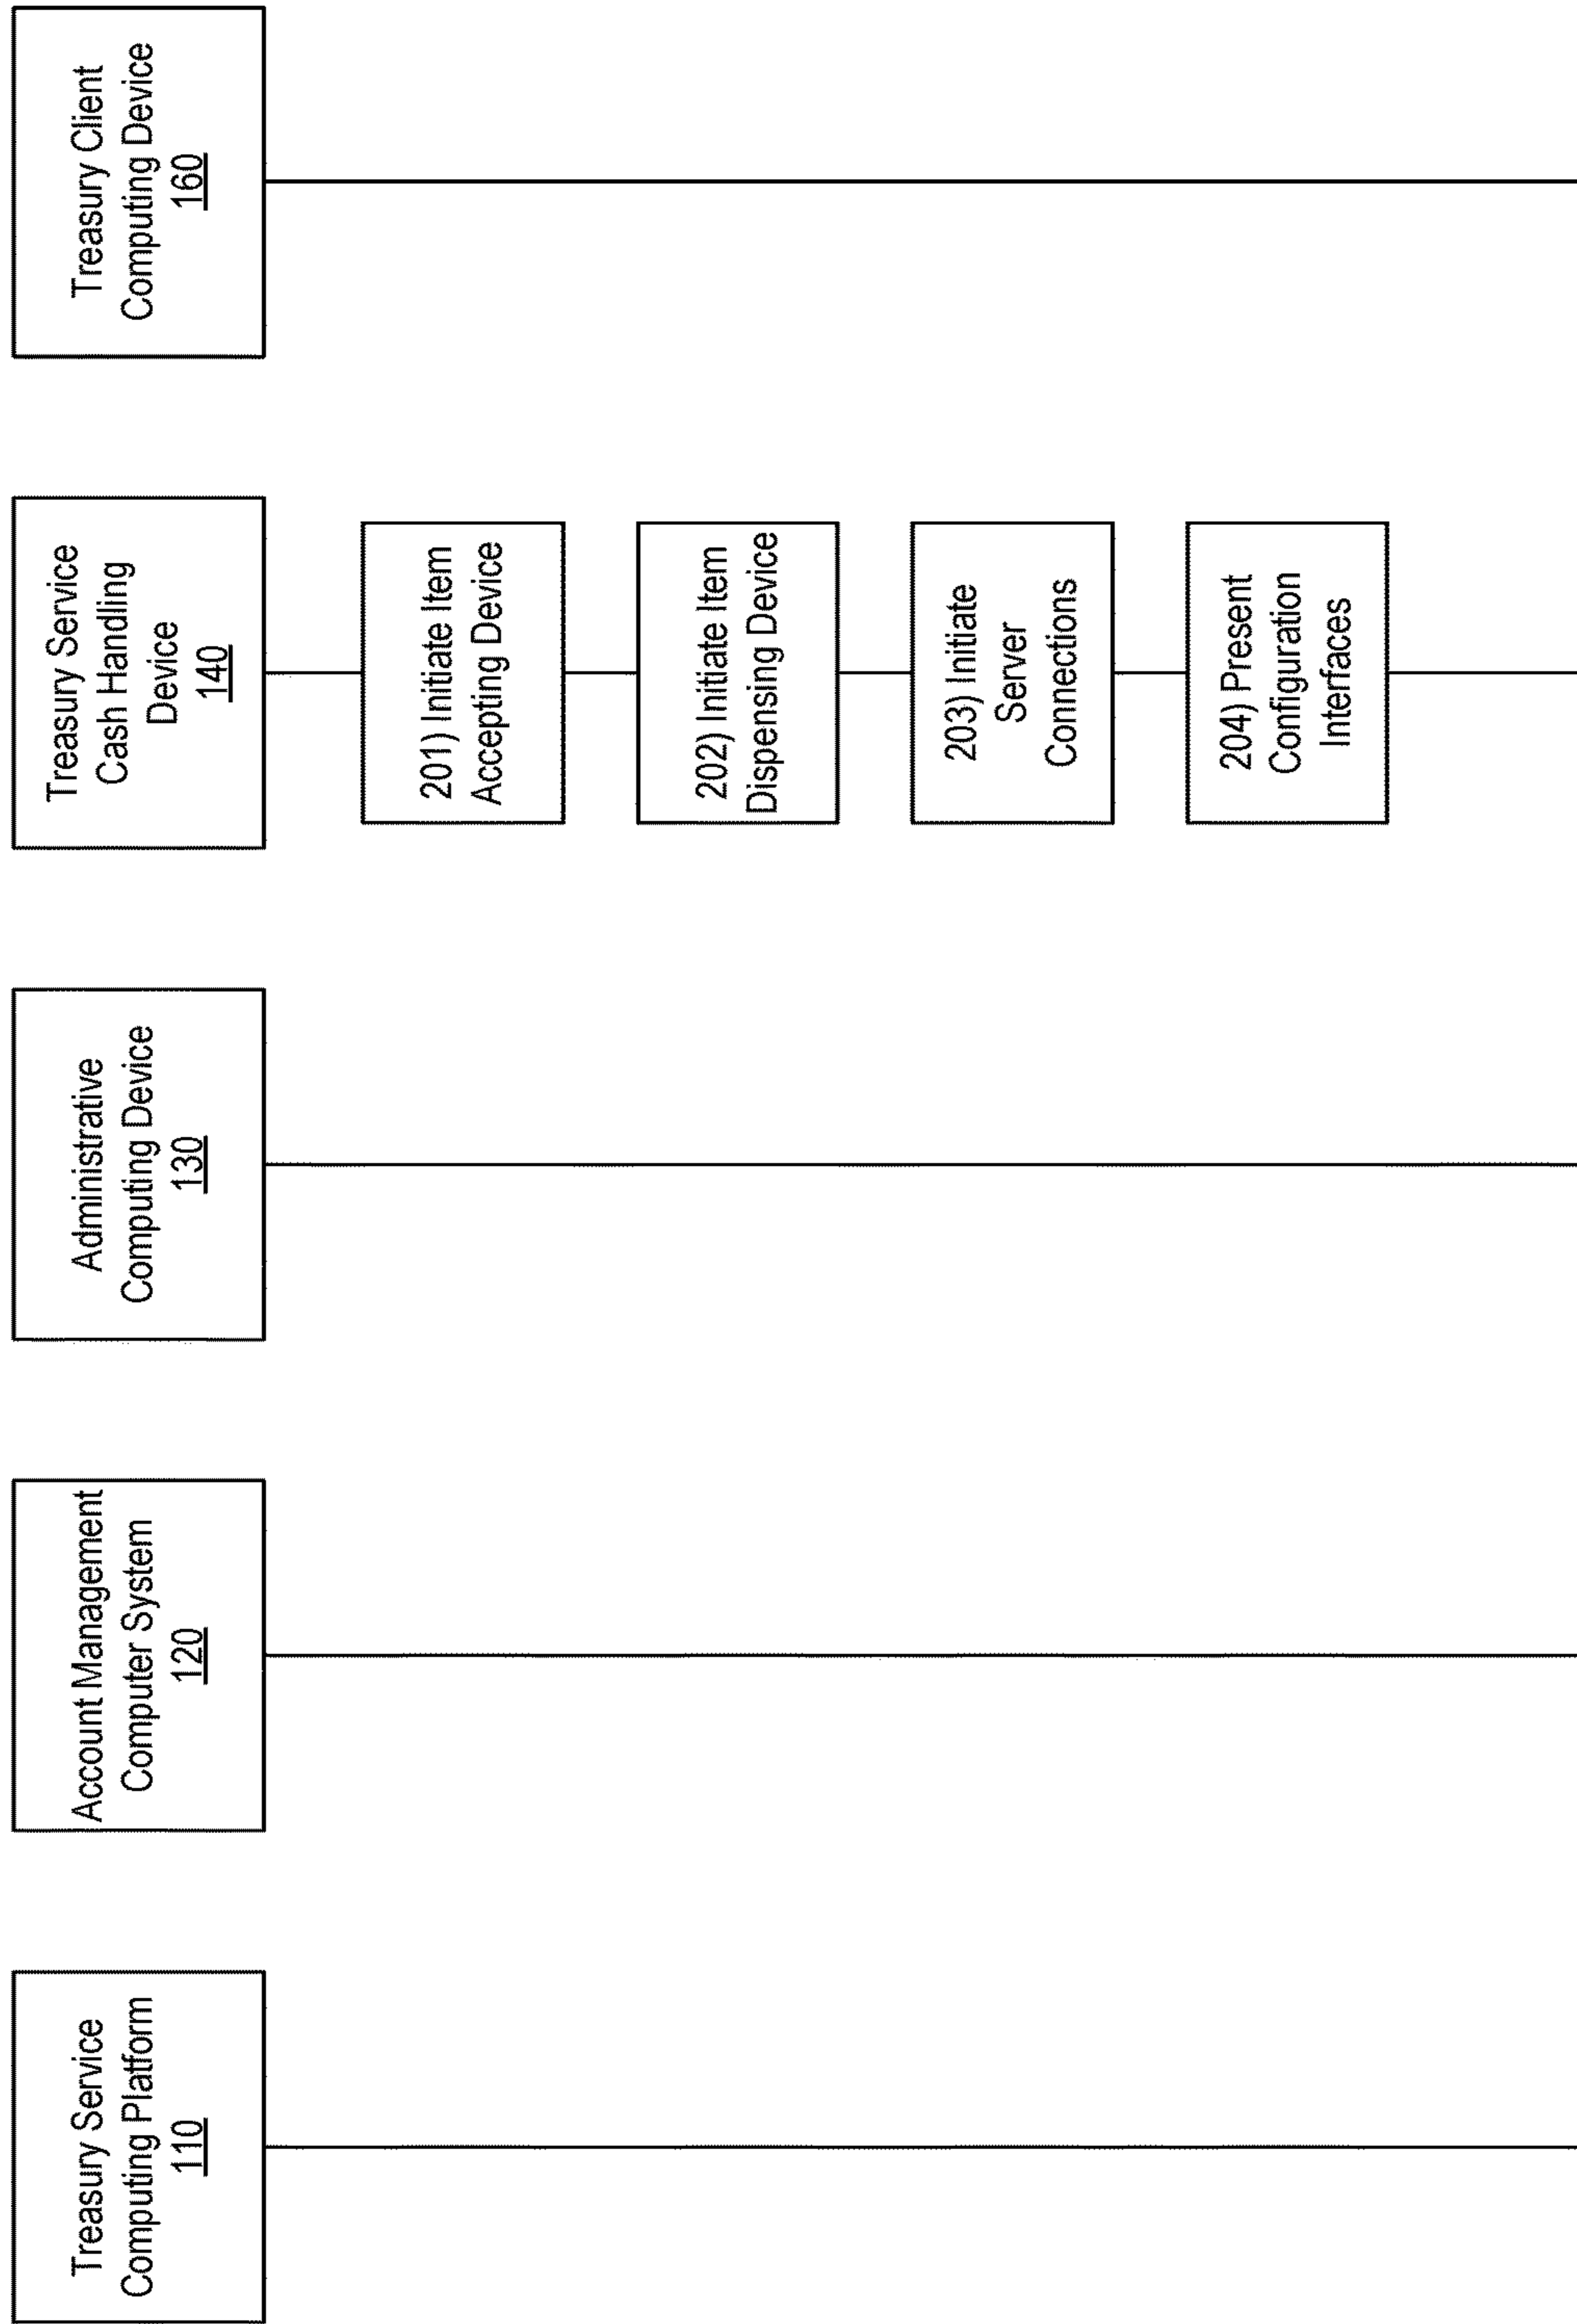 Treasury Service
Computing Platform
110
Account Management
Computer System
120
Administrative
Computing Device
130
Treasury Service
Cash Handling
Device
140
Treasury Client
Computing Device
160
201) Initiate Item
Accepting Device
202) Initiate Item
Dispensing Device
203) Initiate
Server
Connections
204) Present
Configuration
Interfaces